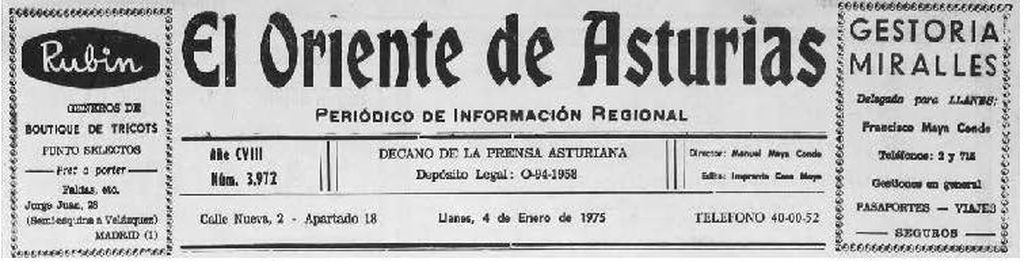 Rubin
GENEROS DE
BOUTIQUE DE TRICOTS
PUNTO SELECTOS
Pret a porter
Faldas, etc.
Jorge Juan, 28
(Semiesquina a Velázquez)
MADRID (1)
El Oriente de Asturias
PERIÓDICO DE INFORMACIÓN REGIONAL
Año CVIII
Núm. 3.972
DECANO DE LA PRENSA ASTURIANA
Depósito Legal: O-94-1958
Director: Manuel Maya Conde
Edita: Imprenta Casa Maya
Calle Nueva, 2 - Apartado 18
Llanes, 4 de Enero de 1975
TELEFONO 40-00-52
GESTORIA
MIRALLES
Delegado para LLANES:
Francisco Maya Conde
Teléfonos: 2 y 715
Gestiones en general
PASAPORTES — VIAJES
— SEGUROS —